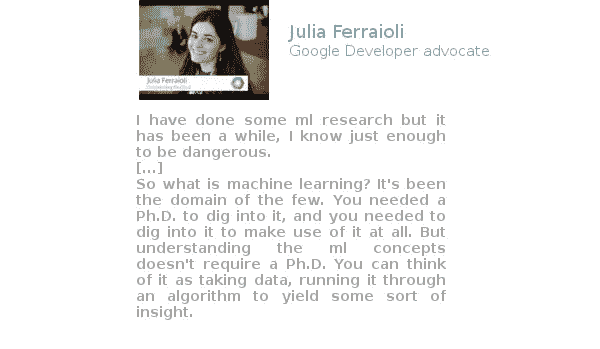 Julia Ferraioli
Google Developer advocate
Julia Ferraioli
I have done some ml research but it
has been a while, I know just enough
to be dangerous.
[...]
So what is machine learning? It's been
the domain of the few. You needed a
Ph.D. to dig into it, and you needed to
dig into it to make use of it at all. But
understanding the ml concepts
doesn't require a Ph.D. You can think
of it as taking data, running it through
an algorithm to yield some sort of
insight.